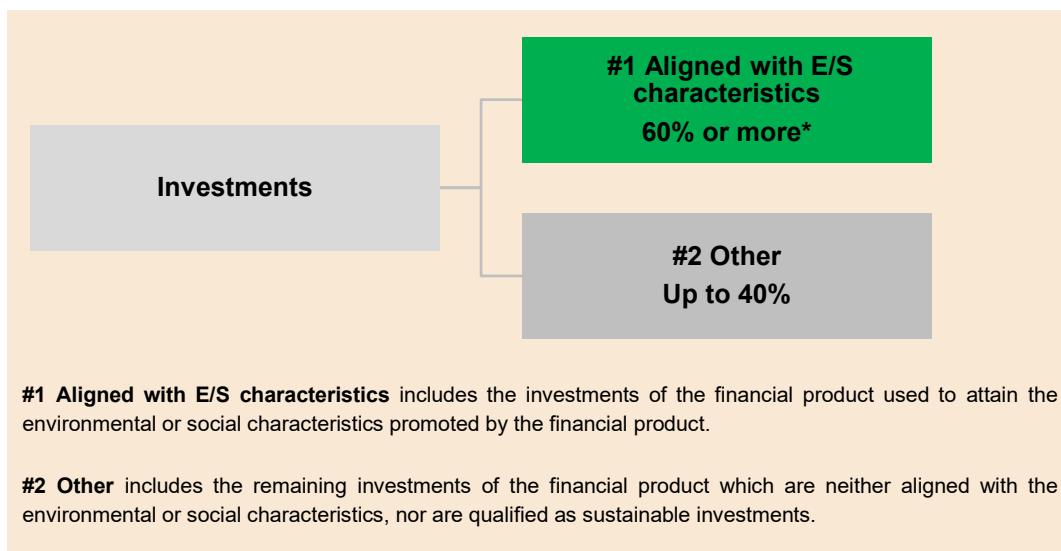 #1 Aligned with E/S
characteristics
60% or more*
Investments
#2 Other
Up to 40%
#1 Aligned with E/S characteristics includes the investments of the financial product used to attain the
environmental or social characteristics promoted by the financial product.
#2 Other includes the remaining investments of the financial product which are neither aligned with the
environmental or social characteristics, nor are qualified as sustainable investments.